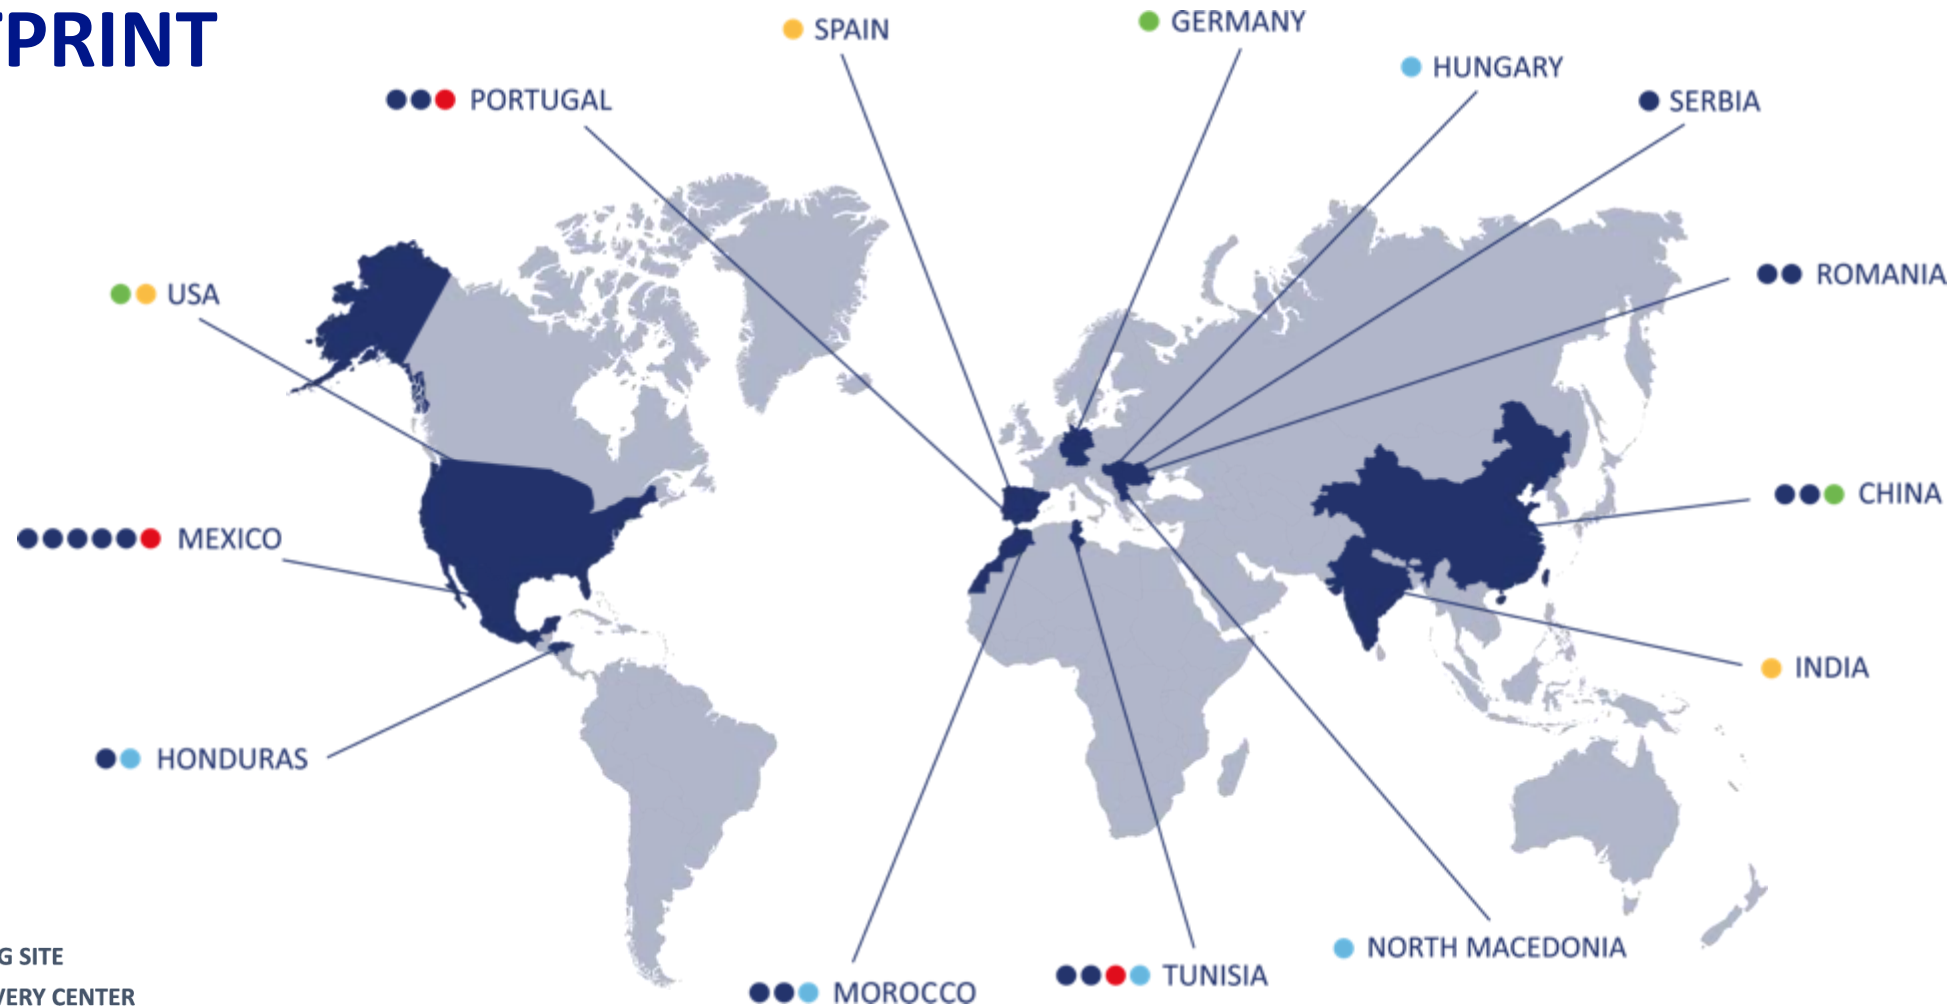 TPRINT
SPAIN
GERMANY
HUNGARY
SERBIA
PORTUGAL
ROMANIA
USA
CHINA
MEXICO
INDIA
HONDURAS
NORTH MACEDONIA
G SITE
TUNISIA
MOROCCO
VERY CENTER